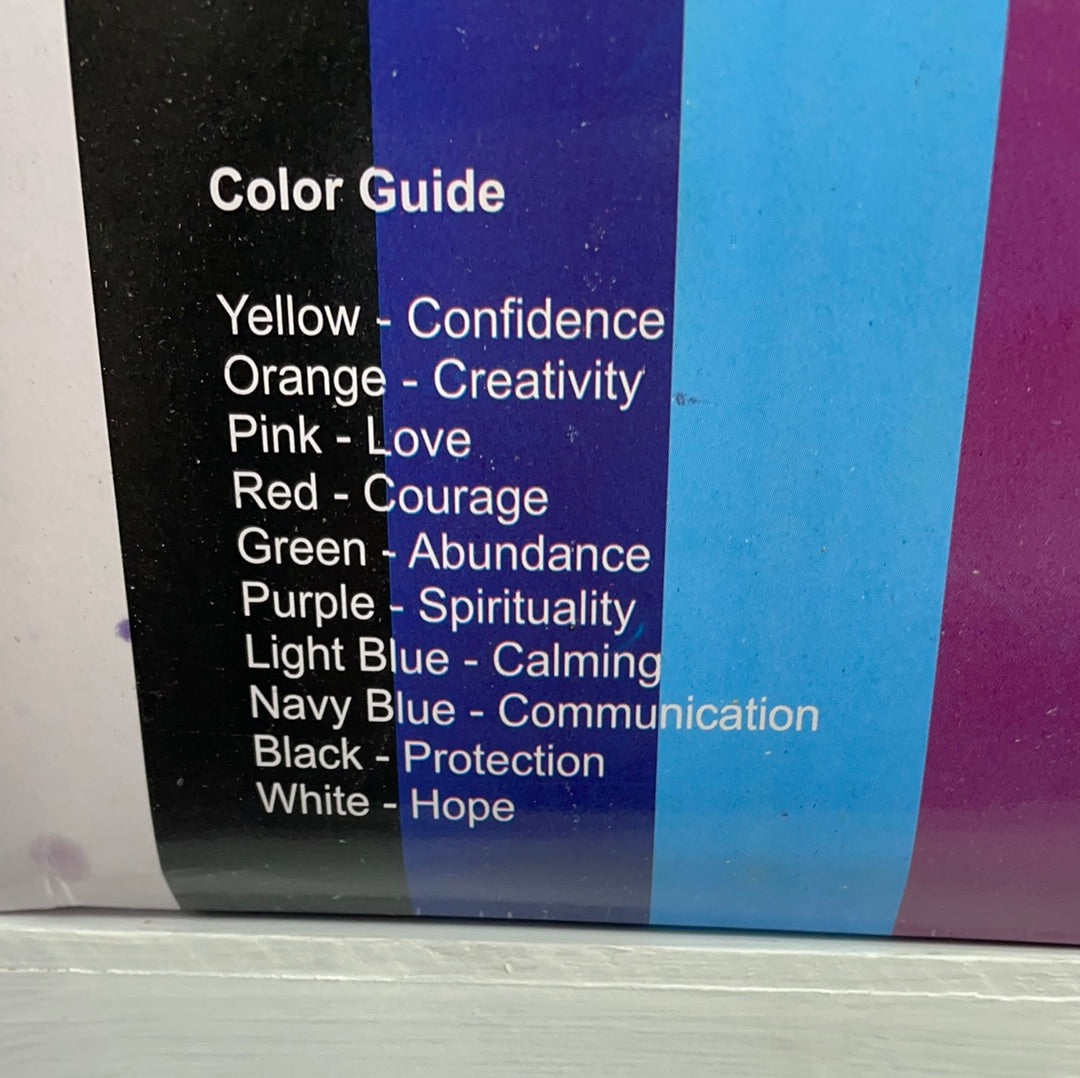 Color Guide
Yellow - Confidence
Orange - Creativity
Pink - Love
Red - Courage
Green - Abundance
Purple - Spirituality
Light Blue - Calming
Navy Blue - Communication
Black - Protection
White - Hope